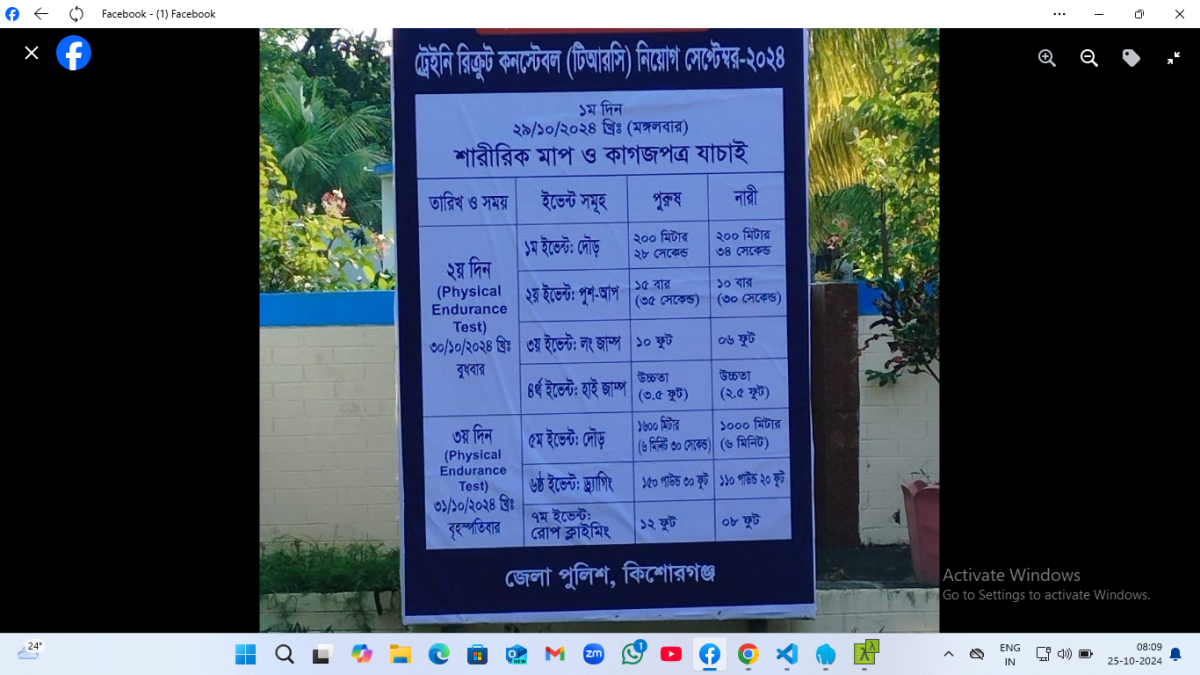 Facebook - (1) Facebook
ট্রেইনি রিক্রুট কনস্টেবল (টিআরসি) নিয়োগ সেপ্টেম্বর-২০২৪
১ম দিন
২৯/১০/২০২৪ খ্রিঃ (মঙ্গলবার)
শারীরিক মাপ ও কাগজপত্র যাচাই
তারিখ ও সময়
ইভেন্ট সমূহ
পুরুষ
নারী
২য় দিন
(Physical
Endurance
Test)
৩০/১০/২০২৪ খ্রিঃ
বুধবার
১ম ইভেন্ট: দৌড়
২০০ মিটার
২৮ সেকেন্ড
২০০ মিটার
৩৪ সেকেন্ড
২য় ইভেন্ট: পুশ-আপ
১৫ বার
(৩৫ সেকেন্ড)
১০ বার
(৩০ সেকেন্ড)
৩য় ইভেন্ট: লং জাম্প
১০ ফুট
০৬ ফুট
৪র্থ ইভেন্ট: হাই জাম্প
উচ্চতা
(৩.৫ ফুট)
উচ্চতা
(২.৫ ফুট)
৩য় দিন
(Physical
Endurance
Test)
৩১/১০/২০২৪ খ্রিঃ
বৃহস্পতিবার
৫ম ইভেন্ট: দৌড়
১৬০০ মিটার
(৬ মিনিট ৩০ সেকেন্ড)
১০০০ মিটার
(৬ মিনিট)
৬ষ্ঠ ইভেন্ট: ড্র্যাগিং
১৫০ পাউন্ড ৩০ ফুট
১১০ পাউন্ড ২০ ফুট
৭ম ইভেন্ট:
রোপ ক্লাইমিং
১২ ফুট
০৮ ফুট
জেলা পুলিশ, কিশোরগঞ্জ
Activate Windows
Go to Settings to activate Windows.
24°
NEW
zm
1
ENG
IN
08:09
25-10-2024